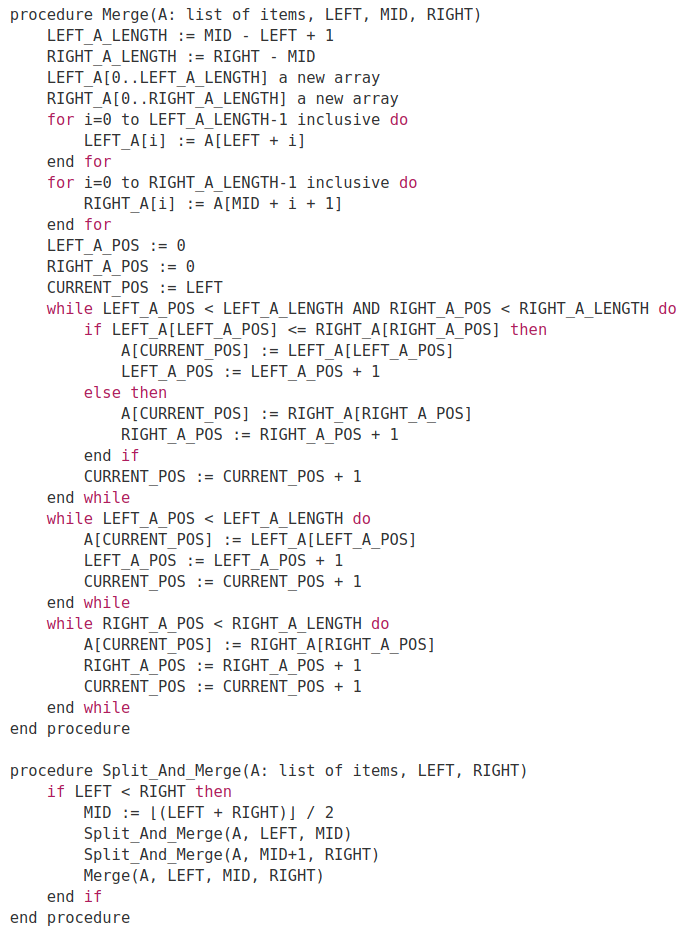 procedure Merge(A: list of items, LEFT, MID, RIGHT)
    LEFT_A_LENGTH := MID - LEFT + 1
    RIGHT_A_LENGTH := RIGHT - MID
    LEFT_A[0..LEFT_A_LENGTH] a new array
    RIGHT_A[0..RIGHT_A_LENGTH] a new array
    for i=0 to LEFT_A_LENGTH-1 inclusive do
        LEFT_A[i] := A[LEFT + i]
    end for
    for i=0 to RIGHT_A_LENGTH-1 inclusive do
        RIGHT_A[i] := A[MID + i + 1]
    end for
    LEFT_A_POS := 0
    RIGHT_A_POS := 0
    CURRENT_POS := LEFT
    while LEFT_A_POS < LEFT_A_LENGTH AND RIGHT_A_POS < RIGHT_A_LENGTH do
        if LEFT_A[LEFT_A_POS] <= RIGHT_A[RIGHT_A_POS] then
            A[CURRENT_POS] := LEFT_A[LEFT_A_POS]
            LEFT_A_POS := LEFT_A_POS + 1
        else then
            A[CURRENT_POS] := RIGHT_A[RIGHT_A_POS]
            RIGHT_A_POS := RIGHT_A_POS + 1
        end if
        CURRENT_POS := CURRENT_POS + 1
    end while
    while LEFT_A_POS < LEFT_A_LENGTH do
        A[CURRENT_POS] := LEFT_A[LEFT_A_POS]
        LEFT_A_POS := LEFT_A_POS + 1
        CURRENT_POS := CURRENT_POS + 1
    end while
    while RIGHT_A_POS < RIGHT_A_LENGTH do
        A[CURRENT_POS] := RIGHT_A[RIGHT_A_POS]
        RIGHT_A_POS := RIGHT_A_POS + 1
        CURRENT_POS := CURRENT_POS + 1
    end while
end procedure

procedure Split_And_Merge(A: list of items, LEFT, RIGHT)
    if LEFT < RIGHT then
        MID := ⌊(LEFT + RIGHT)⌋ / 2
        Split_And_Merge(A, LEFT, MID)
        Split_And_Merge(A, MID+1, RIGHT)
        Merge(A, LEFT, MID, RIGHT)
    end if
end procedure